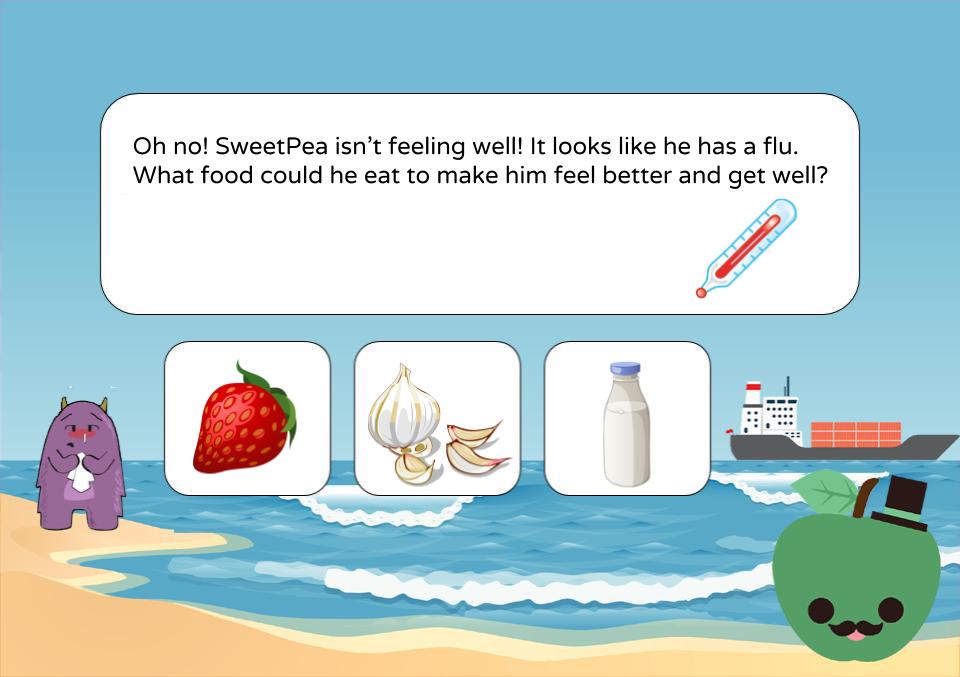 Oh no! SweetPea isn’t feeling well! It looks like he has a flu.
What food could he eat to make him feel better and get well?